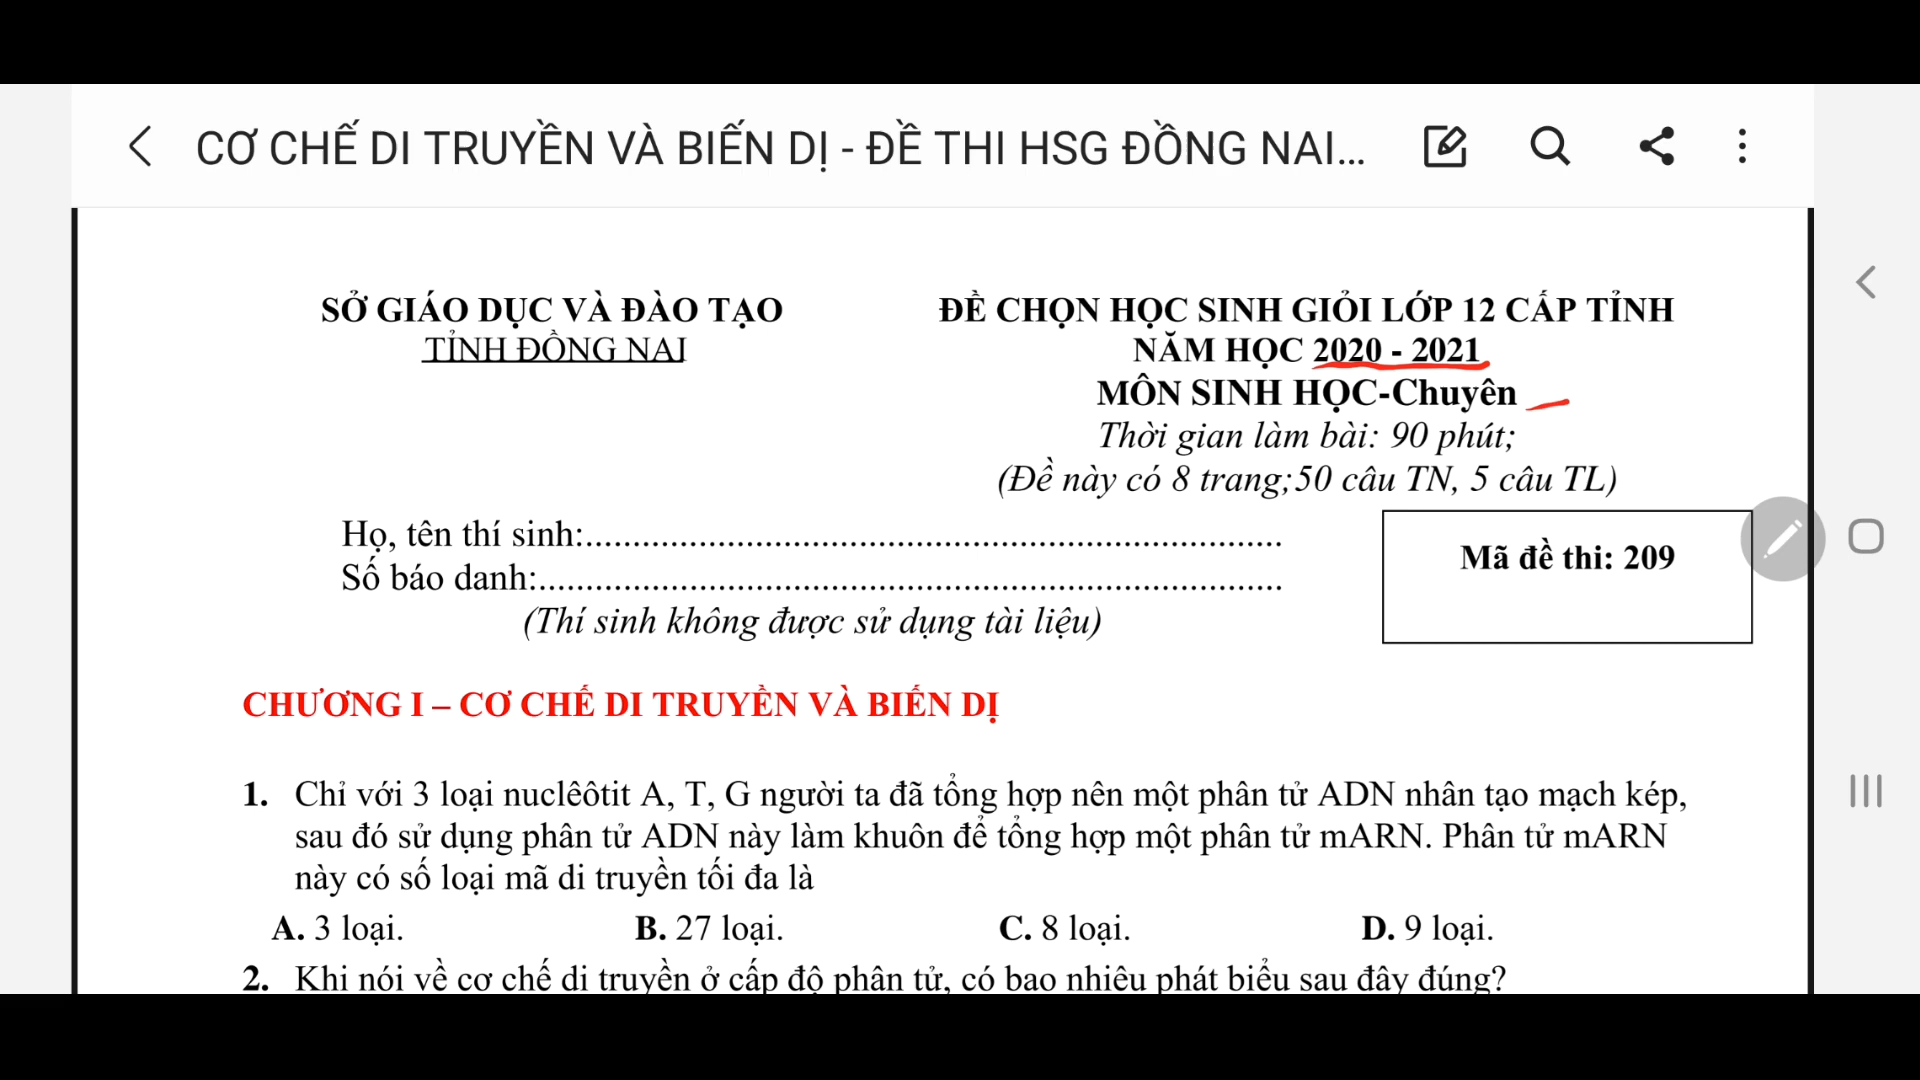 CƠ CHẾ DI TRUYỀN VÀ BIẾN DỊ - ĐỀ THI HSG ĐỒNG NAI...
SỞ GIÁO DỤC VÀ ĐÀO TẠO
TỈNH ĐỒNG NAI
ĐỀ CHỌN HỌC SINH GIỎI LỚP 12 CẤP TỈNH
NĂM HỌC 2020 - 2021
MÔN SINH HỌC-Chuyên
Thời gian làm bài: 90 phút;
(Đề này có 8 trang;50 câu TN, 5 câu TL)
Họ, tên thí sinh:..........................................................................
Số báo danh:...............................................................................
(Thí sinh không được sử dụng tài liệu)
Mã đề thi: 209
CHƯƠNG I – CƠ CHẾ DI TRUYỀN VÀ BIẾN DỊ
1. Chỉ với 3 loại nuclêôtit A, T, G người ta đã tổng hợp nên một phân tử ADN nhân tạo mạch kép,
sau đó sử dụng phân tử ADN này làm khuôn để tổng hợp một phân tử mARN. Phân tử mARN
này có số loại mã di truyền tối đa là
A. 3 loại. B. 27 loại. C. 8 loại. D. 9 loại.
2. Khi nói về cơ chế di truyền ở cấp độ phân tử, có bao nhiêu phát biểu sau đây đúng?